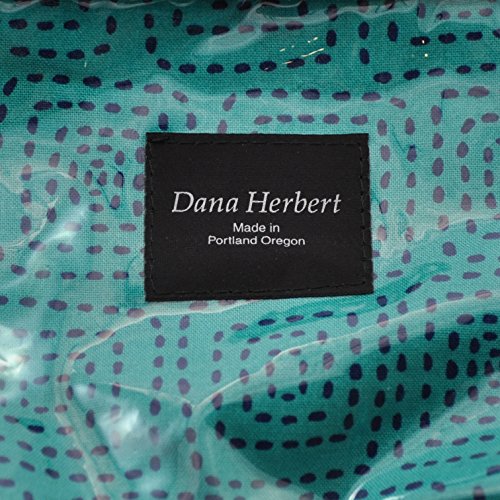 Dana Herbert
Made in
Portland Oregon